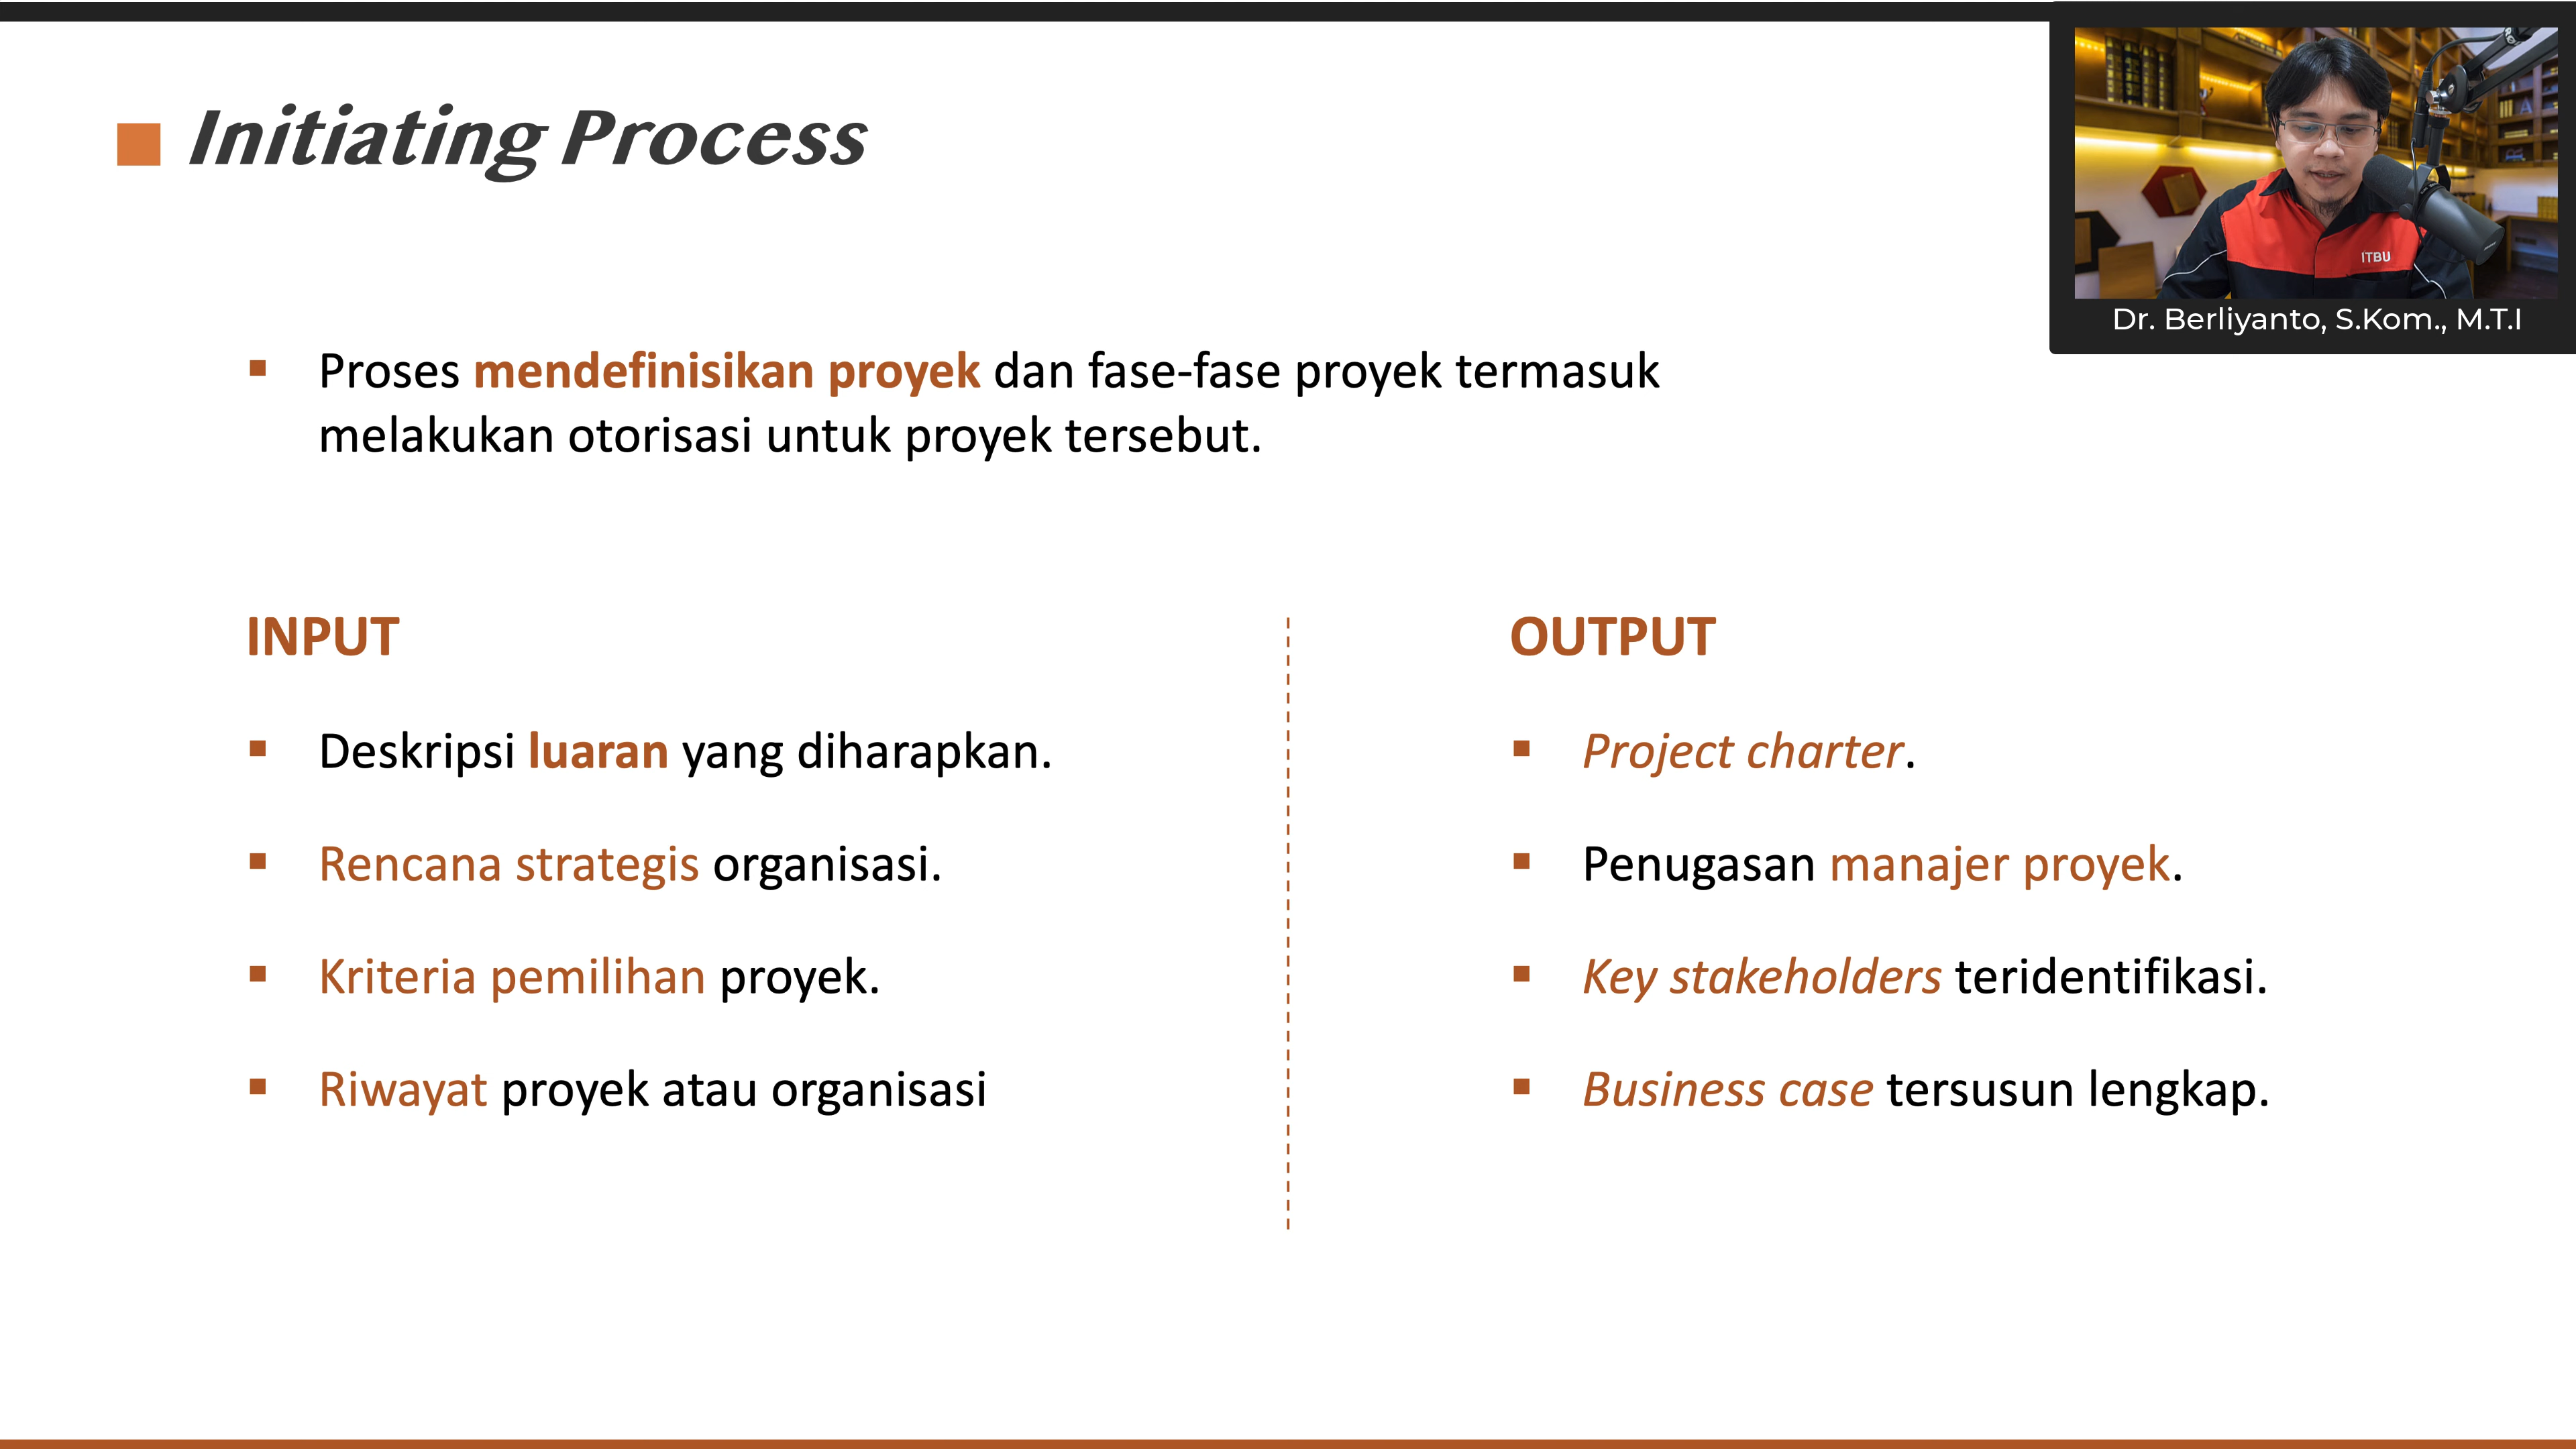 Initiating Process
ITBU
Dr. Berliyanto, S.Kom., M.T.I
Proses mendefinisikan proyek dan fase-fase proyek termasuk
melakukan otorisasi untuk proyek tersebut.
INPUT
Deskripsi luaran yang diharapkan.
Rencana strategis organisasi.
Kriteria pemilihan proyek.
Riwayat proyek atau organisasi
OUTPUT
Project charter.
Penugasan manajer proyek.
Key stakeholders teridentifikasi.
Business case tersusun lengkap.